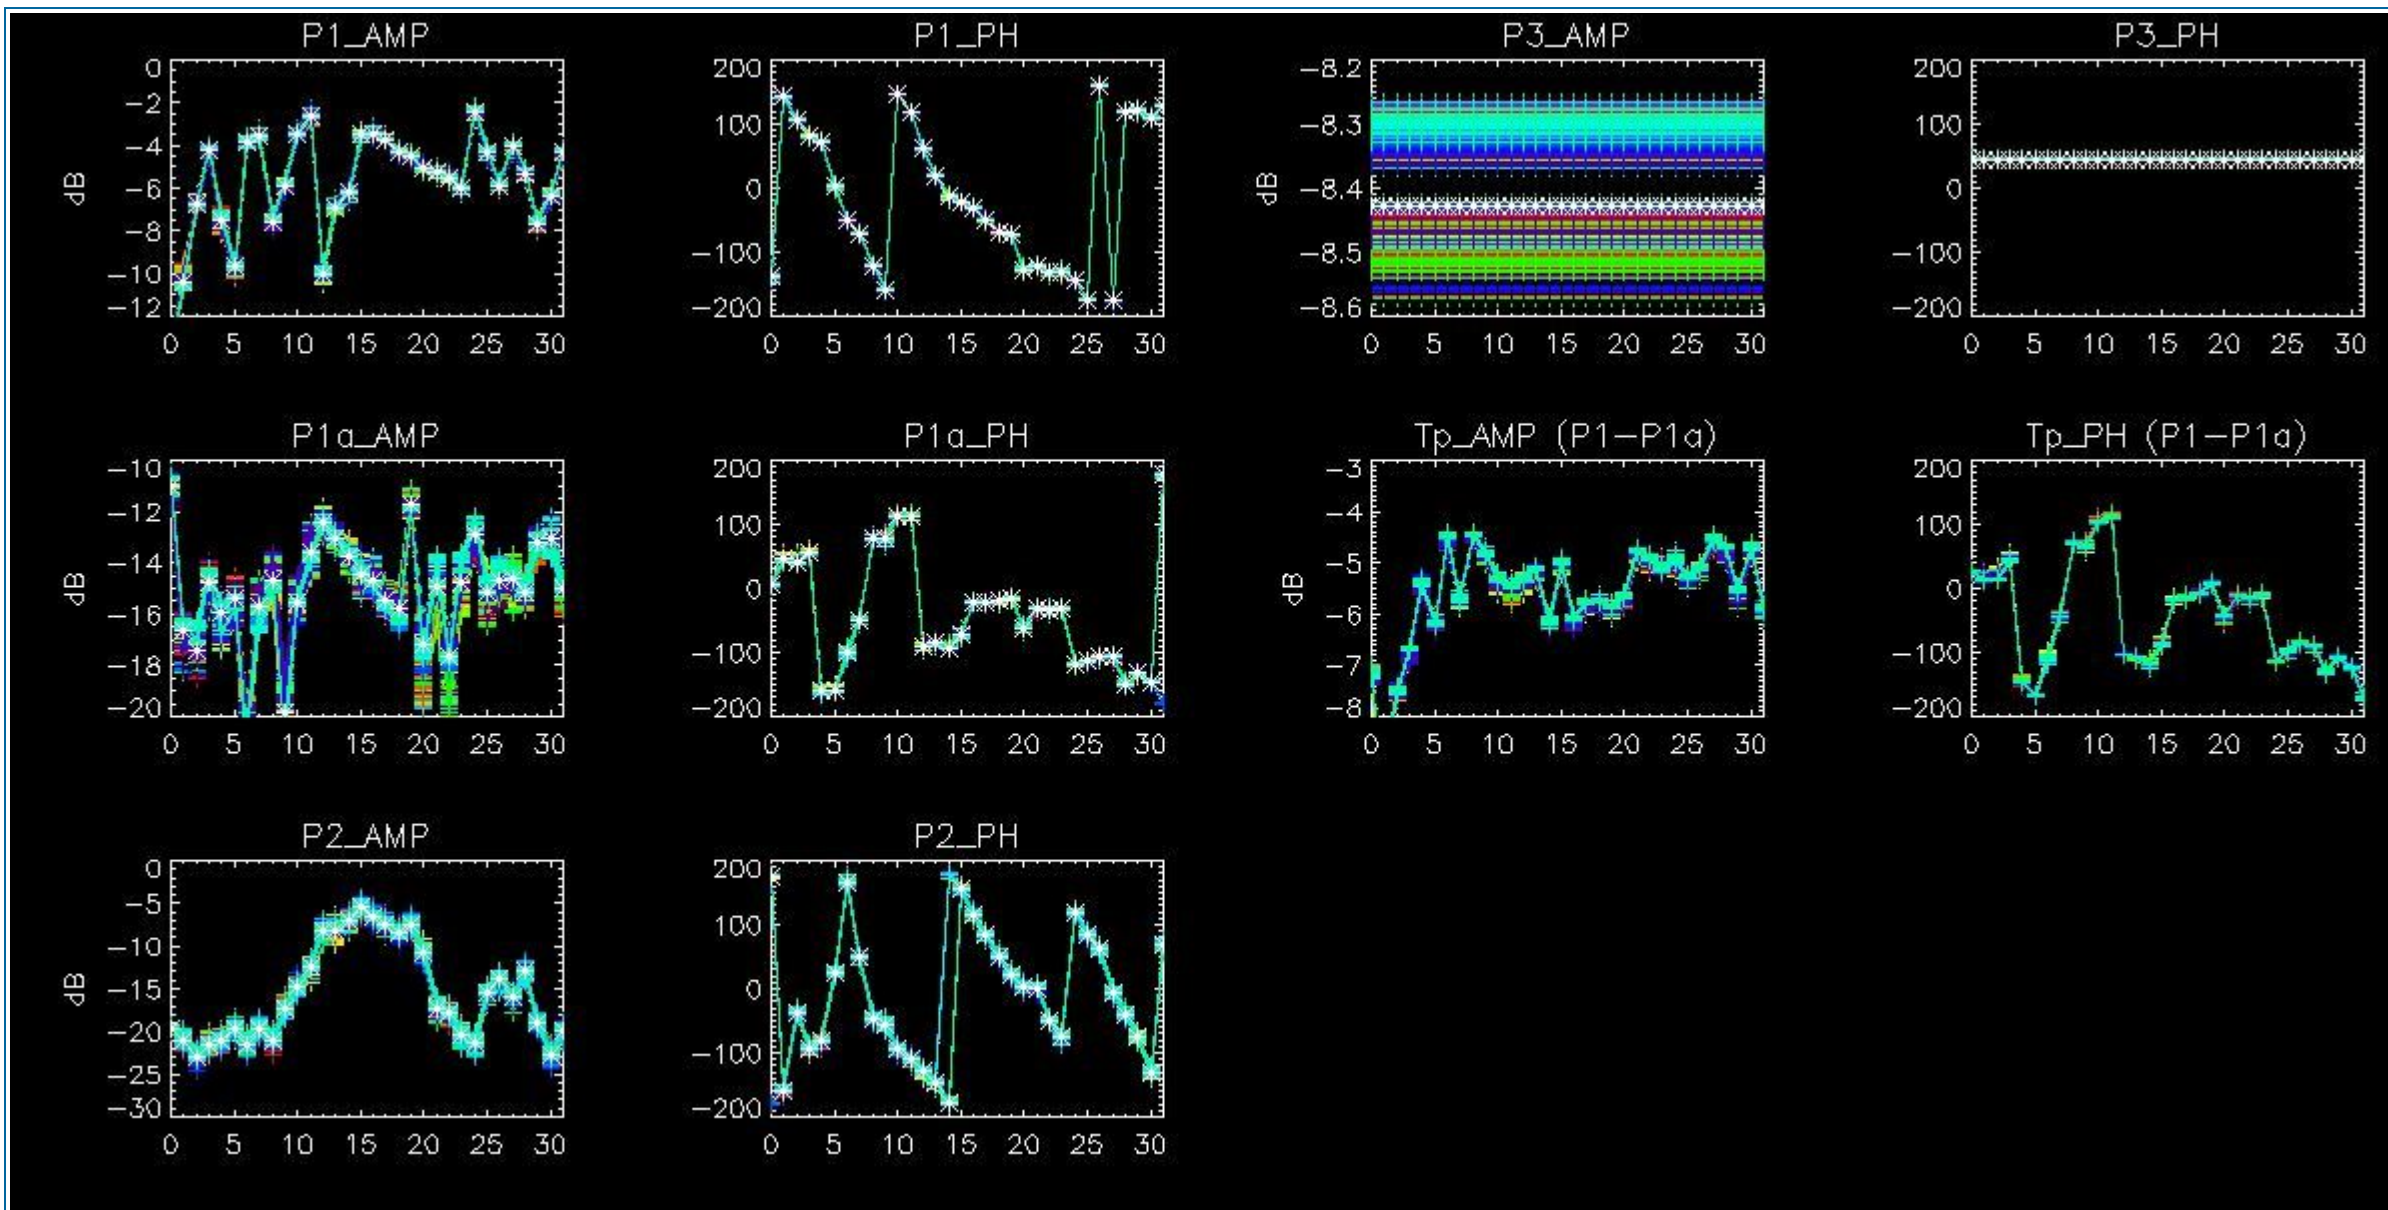 P1_AMP
0
−2
−4
−6
−8
−10
−12
dB
0 5 10 15 20 25 30
P1_PH
200
100
0
−100
−200
0 5 10 15 20 25 30
P3_AMP
−8.2
−8.3
−8.4
−8.5
−8.6
dB
0 5 10 15 20 25 30
P3_PH
200
100
0
−100
−200
0 5 10 15 20 25 30
P1a_AMP
−10
−12
−14
−16
−18
−20
dB
0 5 10 15 20 25 30
P1a_PH
200
100
0
−100
−200
0 5 10 15 20 25 30
Tp_AMP (P1−P1a)
−3
−4
−5
−6
−7
−8
dB
0 5 10 15 20 25 30
Tp_PH (P1−P1a)
200
100
0
−100
−200
0 5 10 15 20 25 30
P2_AMP
0
−5
−10
−15
−20
−25
−30
dB
0 5 10 15 20 25 30
P2_PH
200
100
0
−100
−200
0 5 10 15 20 25 30